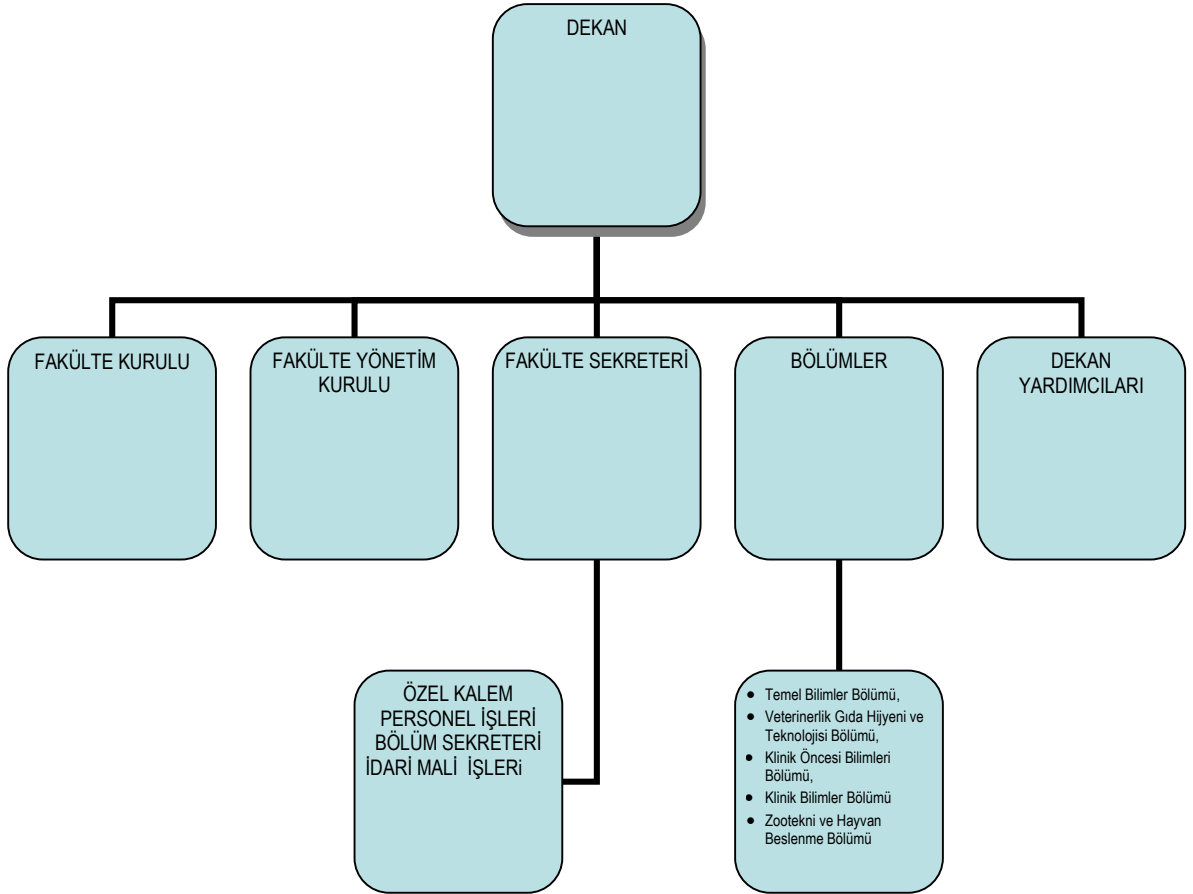 DEKAN
FAKÜLTE KURULU
FAKÜLTE YÖNETİM
KURULU
FAKÜLTE SEKRETERİ
BÖLÜMLER
DEKAN
YARDIMCILARI
ÖZEL KALEM
PERSONEL İŞLERİ
BÖLÜM SEKRETERİ
İDARİ MALİ İŞLERi
• Temel Bilimler Bölümü,
• Veterinerlik Gıda Hijyeni ve
Teknolojisi Bölümü,
• Klinik Öncesi Bilimleri
Bölümü,
• Klinik Bilimler Bölümü
• Zootekni ve Hayvan
Beslenme Bölümü